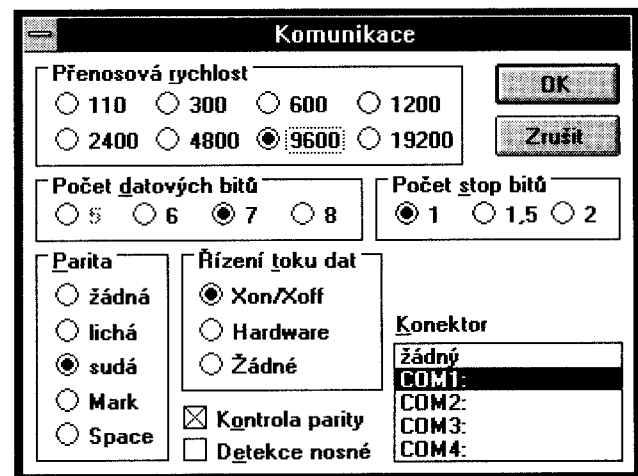 Komunikace
Přenosová rychlost
110 300 600 1200
2400 4800 9600 19200
OK
Zrušit
Počet datových bitů
5 6 7 8
Počet stop bitů
1 1,5 2
Parita
žádná
lichá
sudá
Mark
Space
Řízení toku dat
Xon/Xoff
Hardware
Žádné
Kontrola parity
Detekce nosné
Konektor
žádný
COM1:
COM2:
COM3:
COM4: